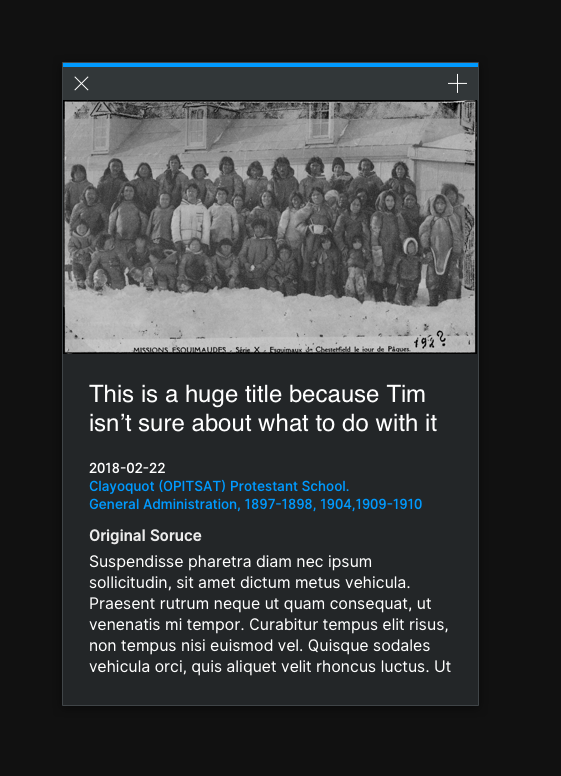 MISSIONS ESQUIMAUDES - Série X - Esquimaux de Chesterfield le jour de Pâques.
192?
This is a huge title because Tim
isn’t sure about what to do with it
2018-02-22
Clayoquot (OPITSAT) Protestant School.
General Administration, 1897-1898, 1904,1909-1910
Original Soruce
Suspendisse pharetra diam nec ipsum
sollicitudin, sit amet dictum metus vehicula.
Praesent rutrum neque ut quam consequat, ut
venenatis mi tempor. Curabitur tempus elit risus,
non tempus nisi euismod vel. Quisque sodales
vehicula orci, quis aliquet velit rhoncus luctus. Ut